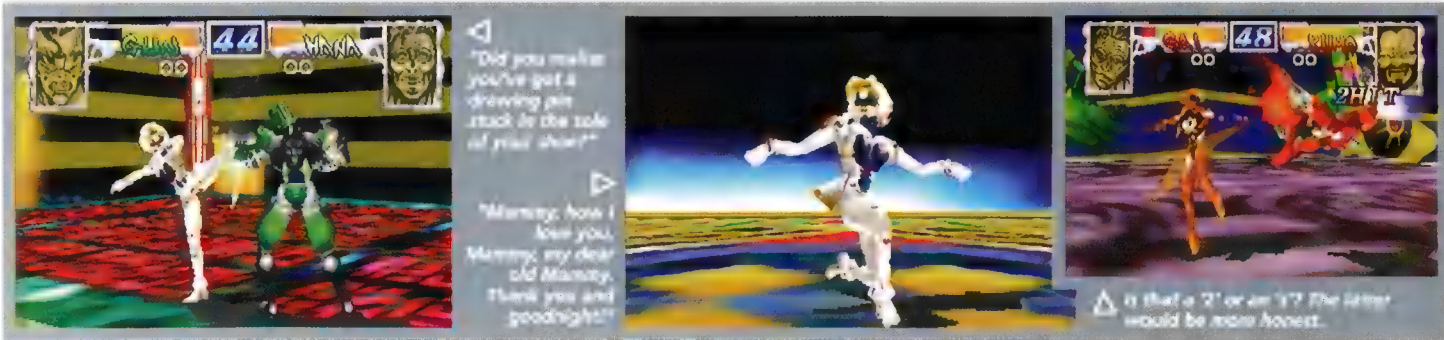 GUN 44 HANA
"Did you realise
you've got a
drawing pin
stuck in the sole
of your shoe?"
"Mammy, how I
love you.
Mammy, my dear
old Mammy.
Thank you and
goodnight!"
48
2HIT
Is that a '2' or an 's'? The latter
would be more honest.